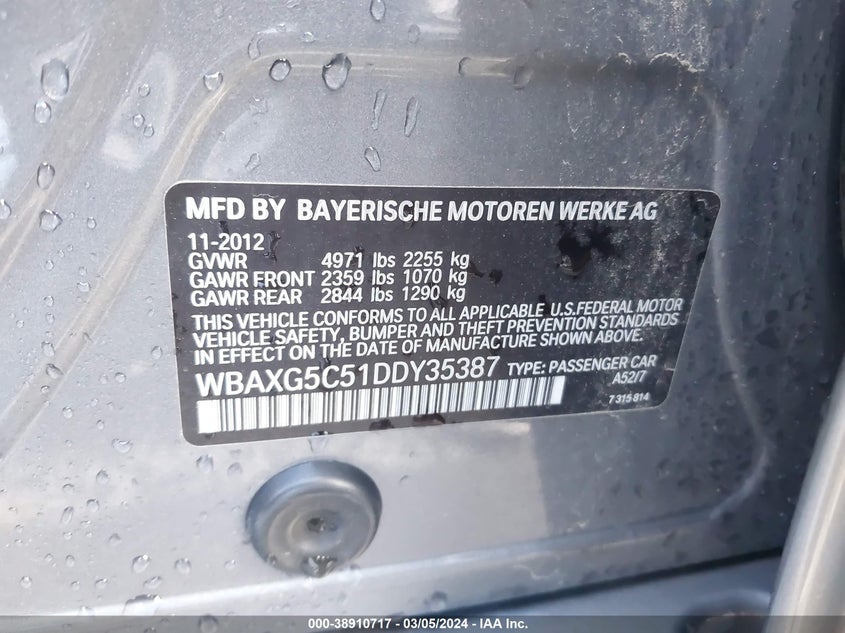 MFD BY BAYERISCHE MOTOREN WERKE AG
11-2012
GVWR 4971 lbs 2255 kg
GAWR FRONT 2359 lbs 1070 kg
GAWR REAR 2844 lbs 1290 kg
THIS VEHICLE CONFORMS TO ALL APPLICABLE U.S.FEDERAL MOTOR
VEHICLE SAFETY, BUMPER AND THEFT PREVENTION STANDARDS
IN EFFECT ON THE DATE OF MANUFACTURE SHOWN ABOVE.
WBAXG5C51DDY35387 TYPE: PASSENGER CAR
A52/7
7 315 814
000-38910717 — 03/05/2024 — IAA, Inc.